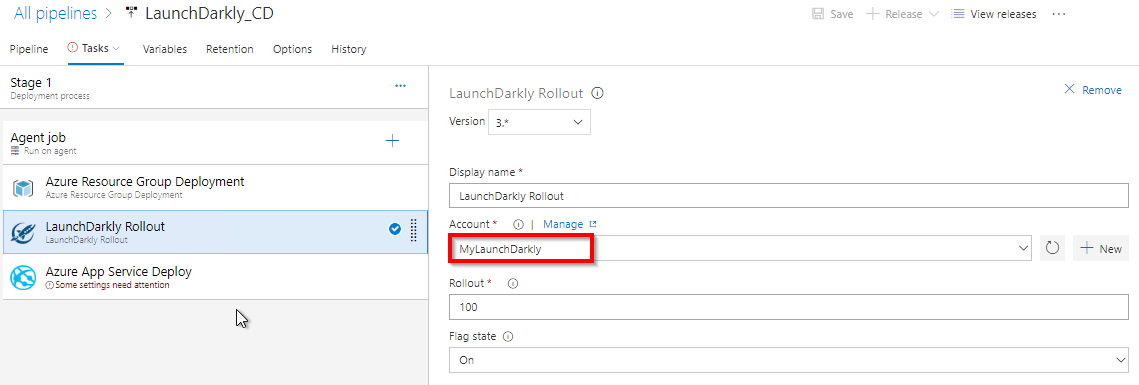 All pipelines > LaunchDarkly_CD
Save
Release
View releases
Pipeline
Tasks
Variables
Retention
Options
History
Stage 1
Deployment process
Agent job
Run on agent
Azure Resource Group Deployment
Azure Resource Group Deployment
LaunchDarkly Rollout
LaunchDarkly Rollout
Azure App Service Deploy
Some settings need attention
LaunchDarkly Rollout
Remove
Version 3.*
Display name *
LaunchDarkly Rollout
Account * | Manage
MyLaunchDarkly
New
Rollout *
100
Flag state
On